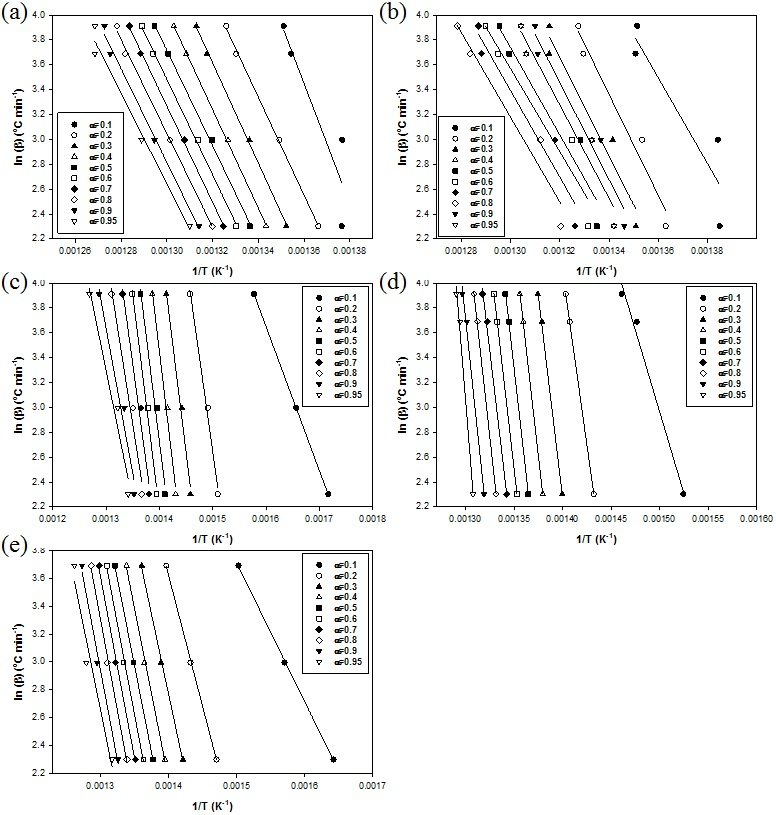 (a)
4.0
3.8
3.6
3.4
3.2
3.0
2.8
2.6
2.4
2.2
ln (β) (°C min⁻¹)
α=0.1
α=0.2
α=0.3
α=0.4
α=0.5
α=0.6
α=0.7
α=0.8
α=0.9
α=0.95
0.00126 0.00128 0.00130 0.00132 0.00134 0.00136 0.00138
1/T (K⁻¹)
(b)
4.0
3.8
3.6
3.4
3.2
3.0
2.8
2.6
2.4
2.2
ln (β) (°C min⁻¹)
α=0.1
α=0.2
α=0.3
α=0.4
α=0.5
α=0.6
α=0.7
α=0.8
α=0.9
α=0.95
0.00128 0.00130 0.00132 0.00134 0.00136 0.00138
1/T (K⁻¹)
(c)
4.0
3.8
3.6
3.4
3.2
3.0
2.8
2.6
2.4
2.2
ln (β) (°C min⁻¹)
α=0.1
α=0.2
α=0.3
α=0.4
α=0.5
α=0.6
α=0.7
α=0.8
α=0.9
α=0.95
0.0012 0.0013 0.0014 0.0015 0.0016 0.0017 0.0018
1/T (K⁻¹)
(d)
4.0
3.8
3.6
3.4
3.2
3.0
2.8
2.6
2.4
2.2
ln (β) (°C min⁻¹)
α=0.1
α=0.2
α=0.3
α=0.4
α=0.5
α=0.6
α=0.7
α=0.8
α=0.9
α=0.95
0.00130 0.00135 0.00140 0.00145 0.00150 0.00155 0.00160
1/T (K⁻¹)
(e)
3.8
3.6
3.4
3.2
3.0
2.8
2.6
2.4
2.2
ln (β) (°C min⁻¹)
α=0.1
α=0.2
α=0.3
α=0.4
α=0.5
α=0.6
α=0.7
α=0.8
α=0.9
α=0.95
0.0013 0.0014 0.0015 0.0016 0.0017
1/T (K⁻¹)